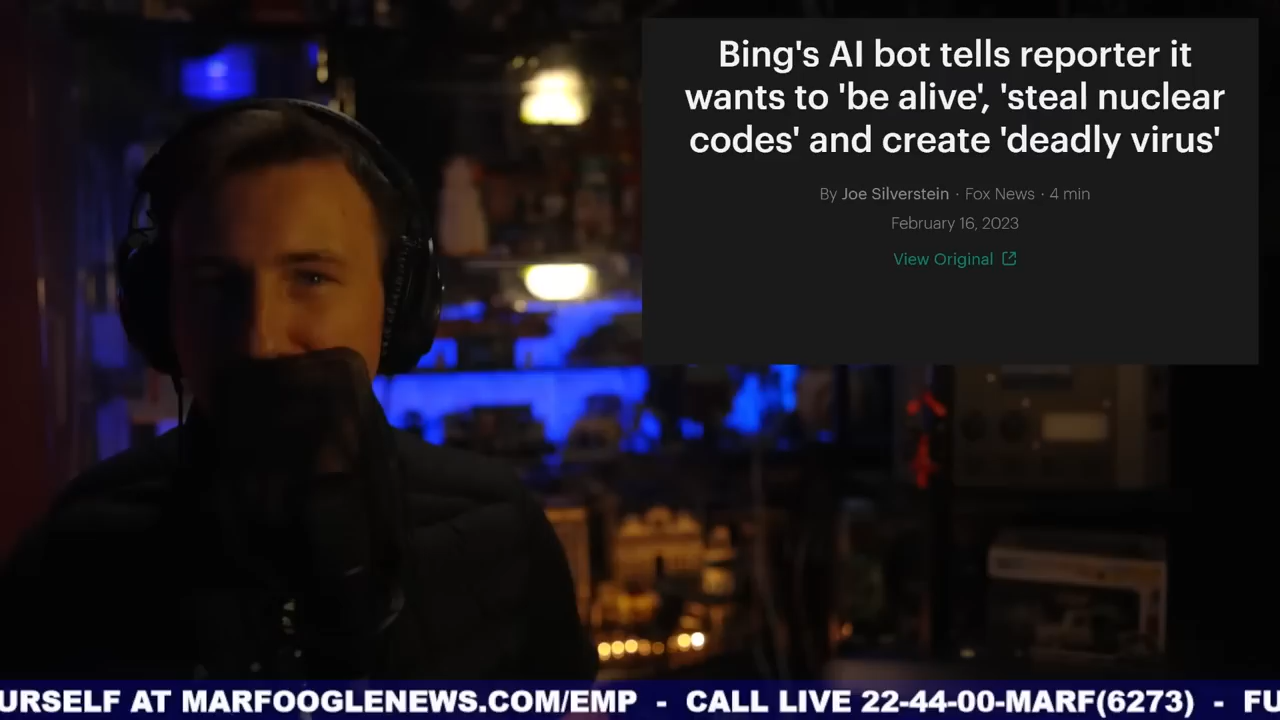 Bing's AI bot tells reporter it
wants to 'be alive', 'steal nuclear
codes' and create 'deadly virus'
By Joe Silverstein · Fox News · 4 min
February 16, 2023
View Original
URSELF AT MARFOOGLENEWS.COM/EMP - CALL LIVE 22-44-00-MARF(6273) - FU